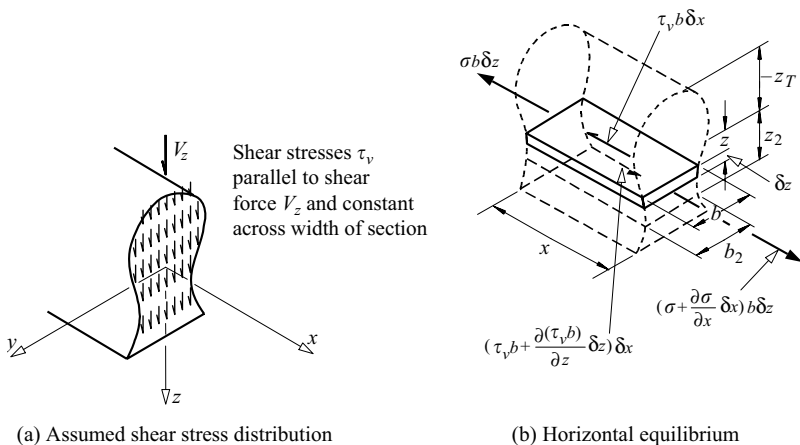 V_z
Shear stresses τ_v
parallel to shear
force V_z and constant
across width of section
y
x
z
(a) Assumed shear stress distribution
τ_v bδx
σbδz
−z_T
z
z_2
δz
b
b_2
x
(σ+∂σ/∂x δx)bδz
(τ_v b+∂(τ_v b)/∂z δz)δx
(b) Horizontal equilibrium